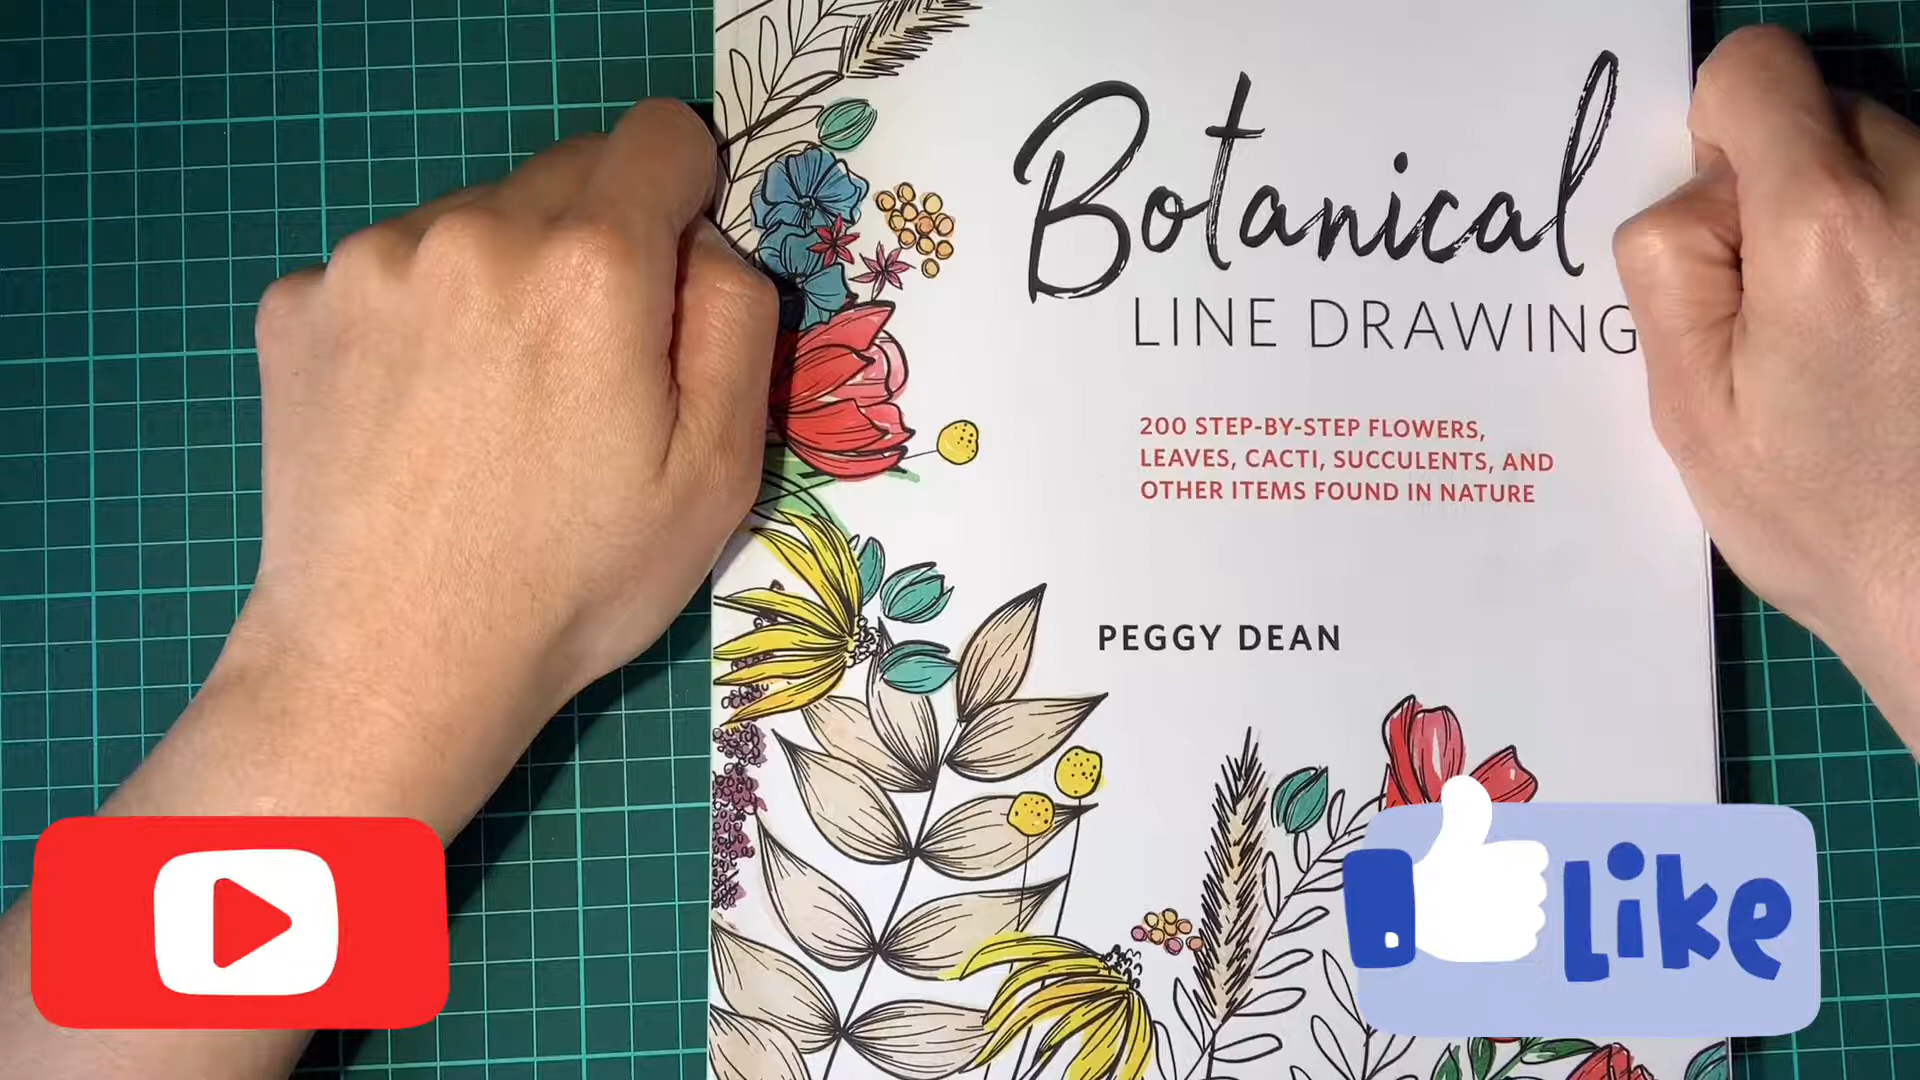 Botanical
LINE DRAWING
200 STEP-BY-STEP FLOWERS,
LEAVES, CACTI, SUCCULENTS, AND
OTHER ITEMS FOUND IN NATURE
PEGGY DEAN
Like